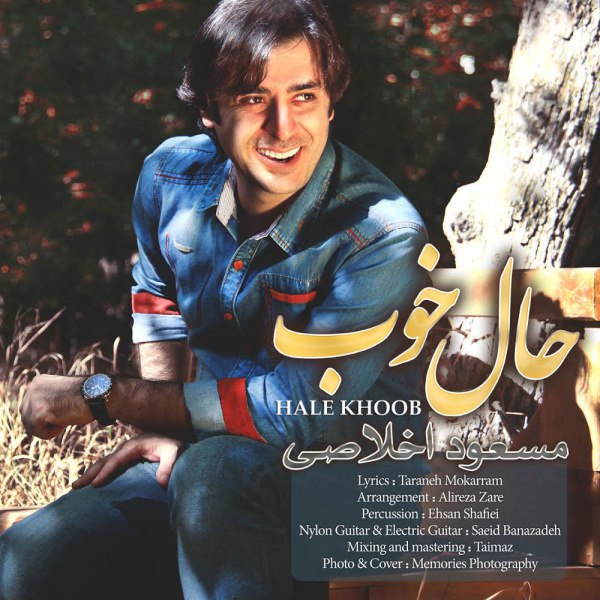 حال خوب
HALE KHOOB
مسعود اخلاصی
Lyrics : Taraneh Mokarram
Arrangement : Alireza Zare
Percussion : Ehsan Shafiei
Nylon Guitar & Electric Guitar : Saeid Banazadeh
Mixing and mastering : Taimaz
Photo & Cover : Memories Photography